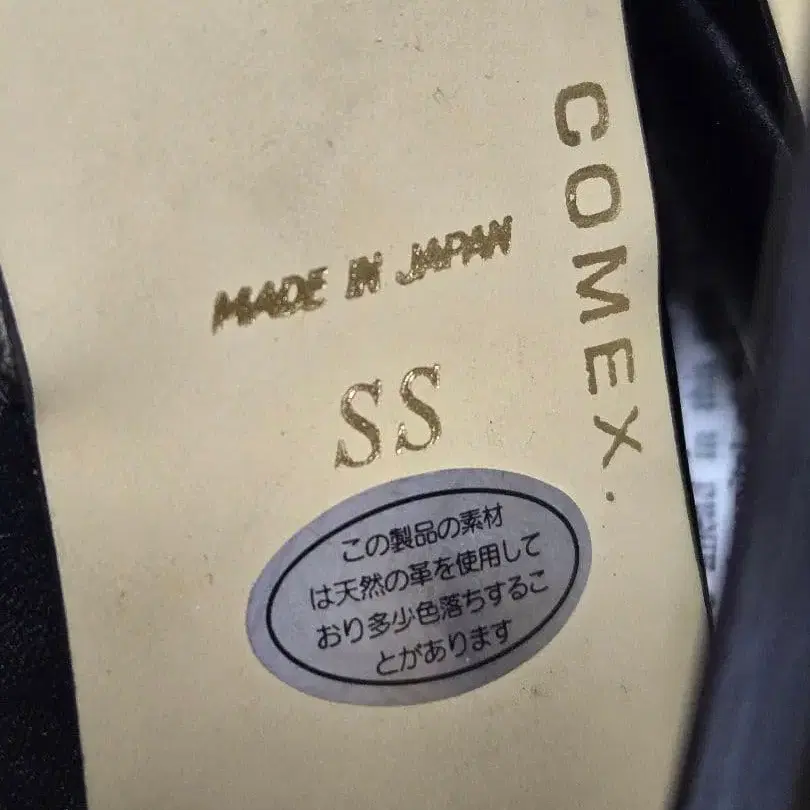 COMEX.
MADE IN JAPAN
SS
この製品の素材
は天然の革を使用して
おり多少色落ちするこ
とがあります